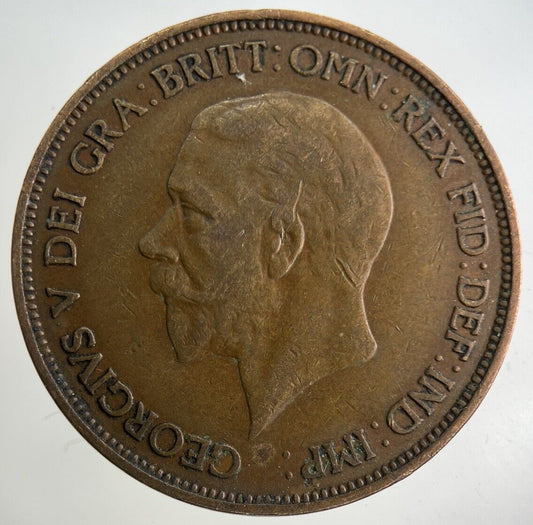 GEORGIVS V DEI GRA: BRITT: OMN: REX FID: DEF: IND: IMP: